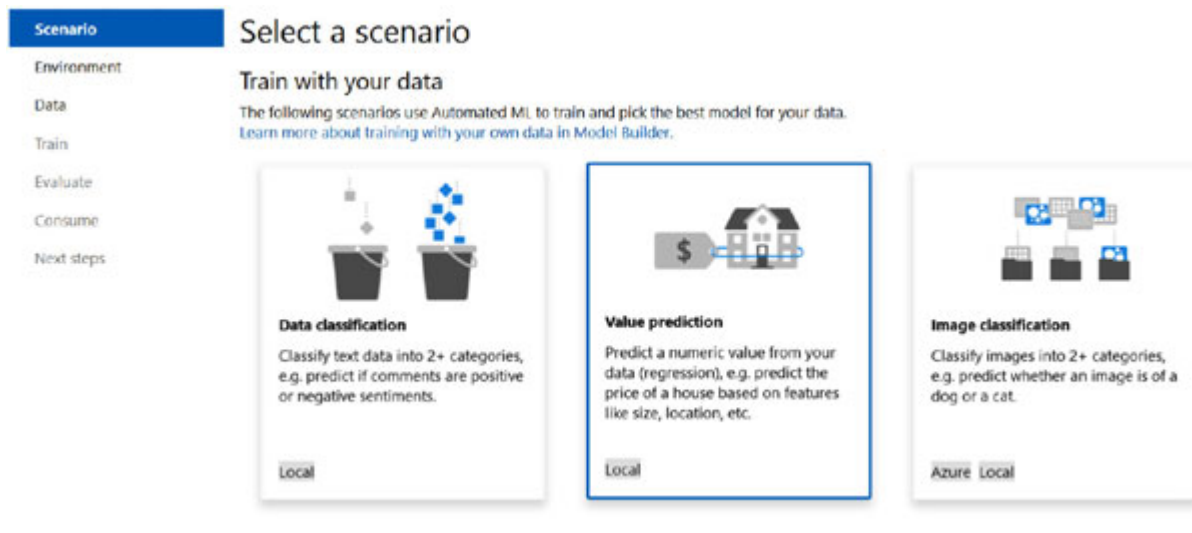 Scenario
Environment
Data
Train
Evaluate
Consume
Next steps
Select a scenario
Train with your data
The following scenarios use Automated ML to train and pick the best model for your data.
Learn more about training with your own data in Model Builder.
Data classification
Classify text data into 2+ categories,
e.g. predict if comments are positive
or negative sentiments.
Local
$
Value prediction
Predict a numeric value from your
data (regression), e.g. predict the
price of a house based on features
like size, location, etc.
Local
Image classification
Classify images into 2+ categories,
e.g. predict whether an image is of a
dog or a cat.
Azure Local